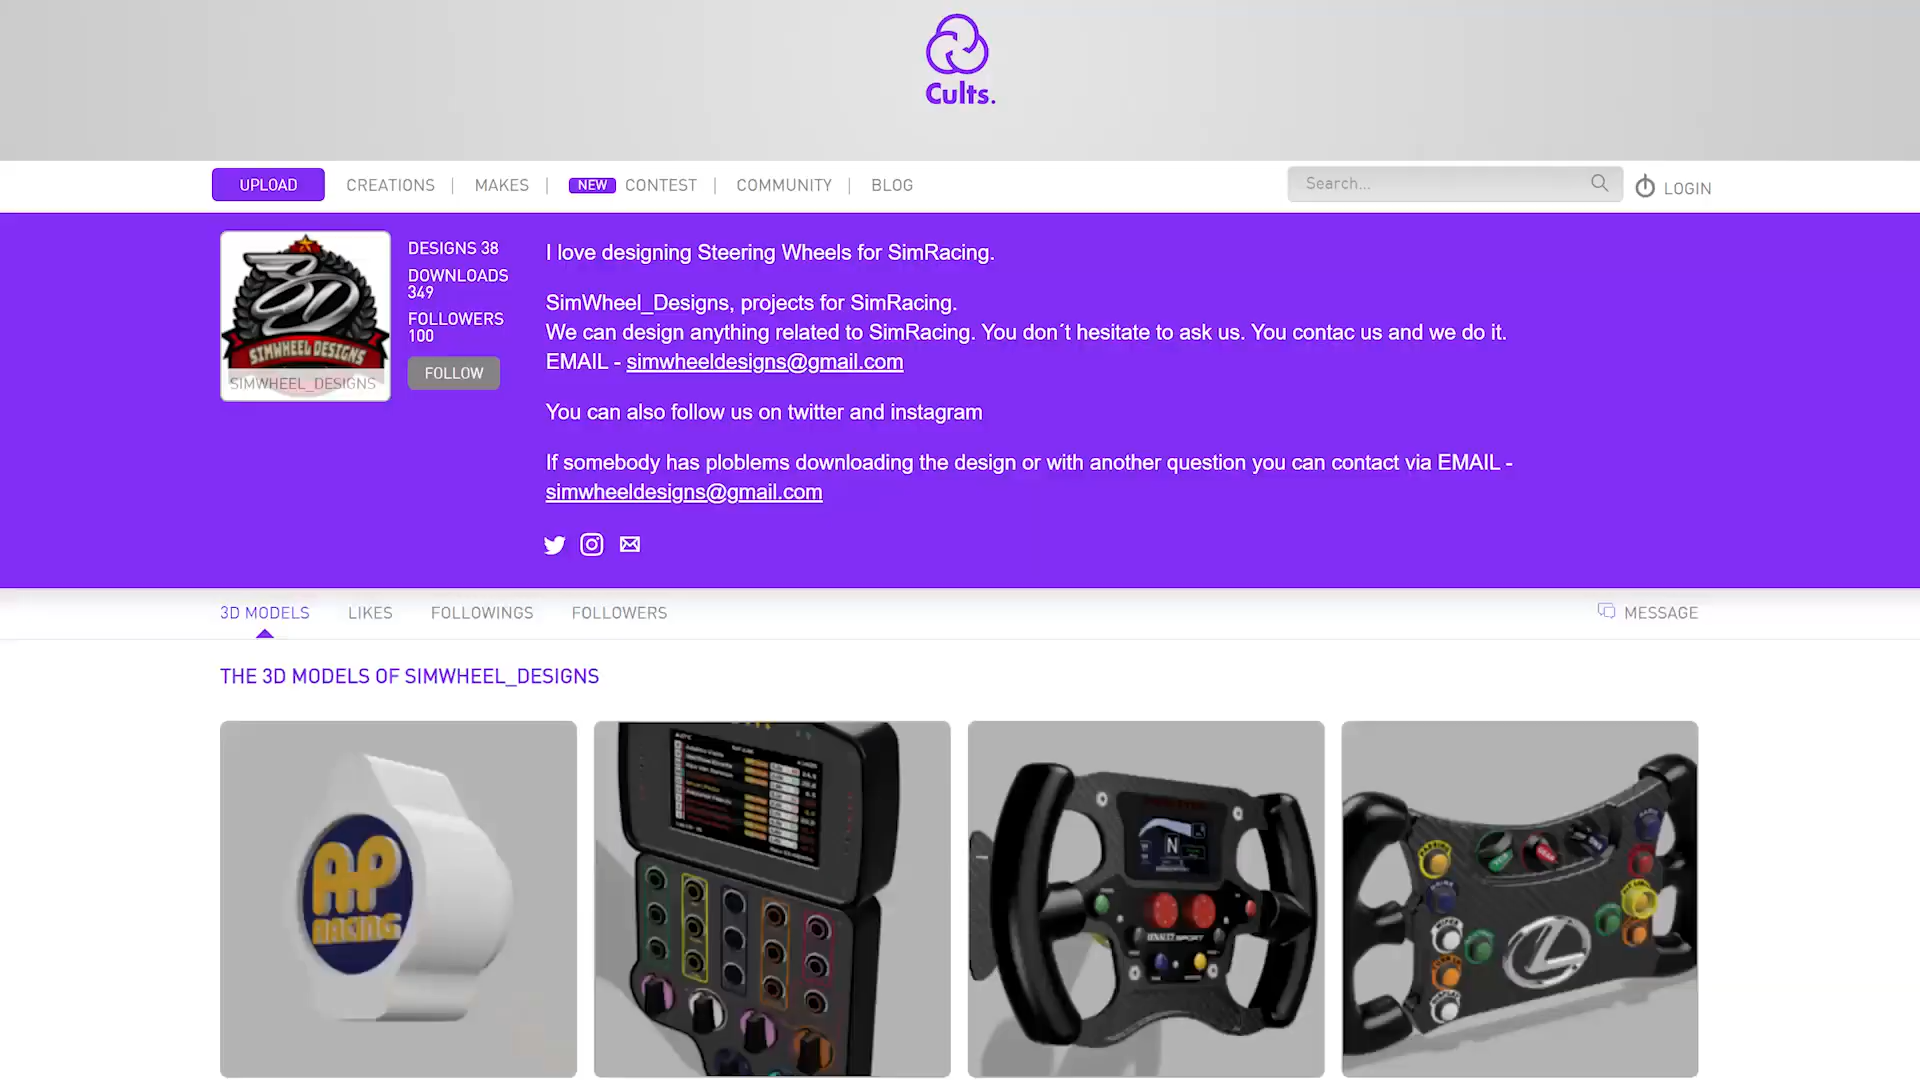 Cults.
UPLOAD
CREATIONS | MAKES | NEW CONTEST | COMMUNITY | BLOG
Search...
LOGIN
SIMWHEEL DESIGNS
SIMWHEEL_DESIGNS
DESIGNS 38
DOWNLOADS
349
FOLLOWERS
100
FOLLOW
I love designing Steering Wheels for SimRacing.
SimWheel_Designs, projects for SimRacing.
We can design anything related to SimRacing. You don´t hesitate to ask us. You contac us and we do it.
EMAIL - simwheeldesigns@gmail.com
You can also follow us on twitter and instagram
If somebody has ploblems downloading the design or with another question you can contact via EMAIL -
simwheeldesigns@gmail.com
3D MODELS
LIKES
FOLLOWINGS
FOLLOWERS
MESSAGE
THE 3D MODELS OF SIMWHEEL_DESIGNS
AP
RACING
N
RENAULT SPORT